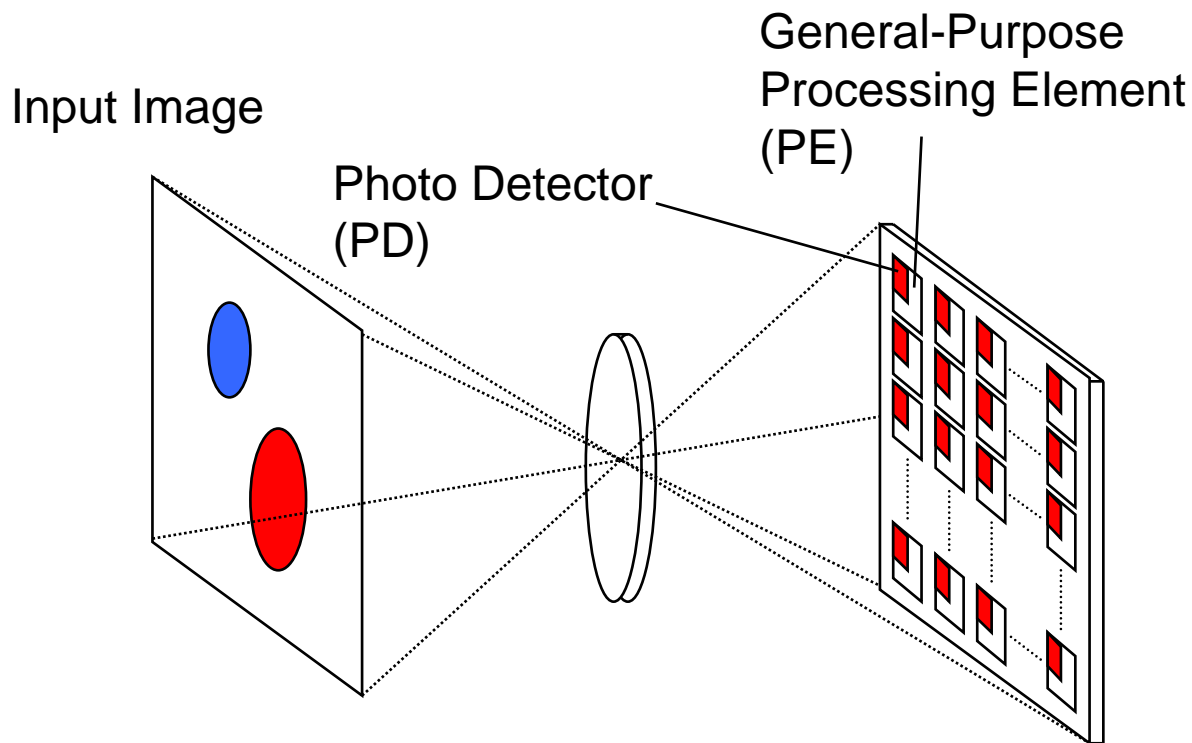 Input Image
Photo Detector
(PD)
General-Purpose
Processing Element
(PE)